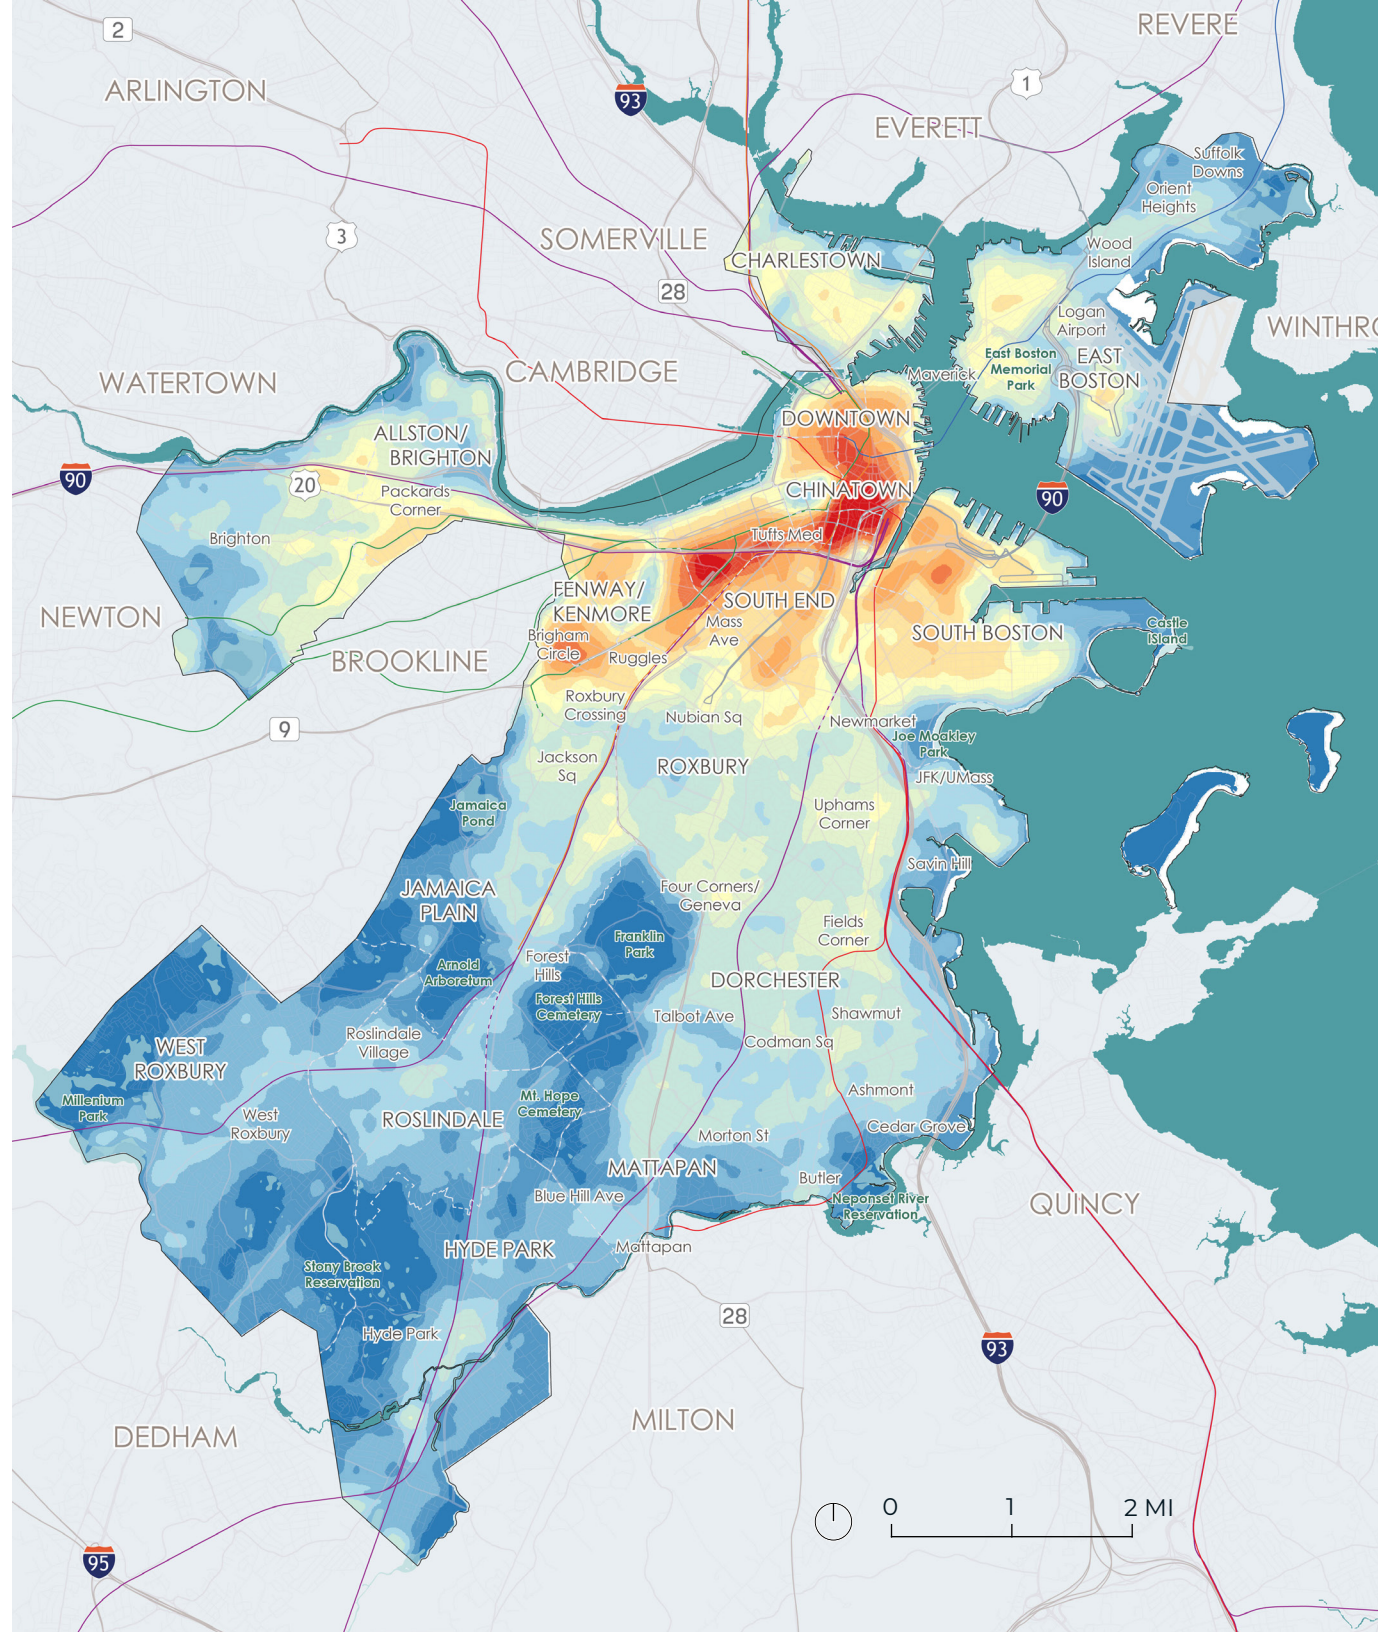 REVERE
2
1
ARLINGTON
93
EVERETT
Suffolk
Downs
Orient
Heights
3
SOMERVILLE
Wood
Island
CHARLESTOWN
28
Logan
Airport
WINTHRO
East Boston
Memorial
Park
EAST
BOSTON
CAMBRIDGE
Maverick
WATERTOWN
DOWNTOWN
ALLSTON/
BRIGHTON
90
20
Packards
Corner
CHINATOWN
90
Tufts Med
Brighton
FENWAY/
KENMORE
SOUTH END
NEWTON
Mass
Ave
SOUTH BOSTON
Castle
ISland
Brigham
Circle
Ruggles
BROOKLINE
Roxbury
Crossing
Nubian Sq
Newmarket
9
Joe Moakley
Park
Jackson
Sq
ROXBURY
JFK/UMass
Jamaica
Pond
Uphams
Corner
Savin Hill
JAMAICA
PLAIN
Four Corners/
Geneva
Fields
Corner
Franklin
Park
Arnold
Arboretum
Forest
Hills
DORCHESTER
Forest Hills
Cemetery
Talbot Ave
Shawmut
Roslindale
Village
Codman Sq
WEST
ROXBURY
Ashmont
Millenium
Park
Mt. Hope
Cemetery
West
Roxbury
ROSLINDALE
Cedar Grove
Morton St
MATTAPAN
Butler
Blue Hill Ave
Neponset River
Reservation
QUINCY
HYDE PARK
Mattapan
Stony Brook
Reservation
28
Hyde Park
93
MILTON
DEDHAM
0 1 2 MI
95